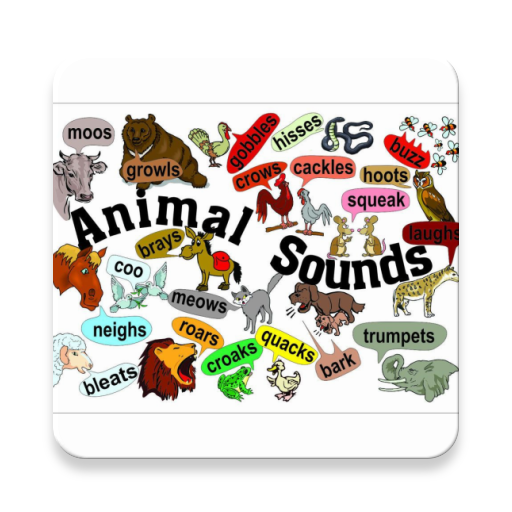 moos
growls
gobbles
hisses
buzz
crows
cackles
hoots
squeak
laughs
Animal
Sounds
brays
coo
meows
neighs
roars
croaks
quacks
bark
trumpets
bleats